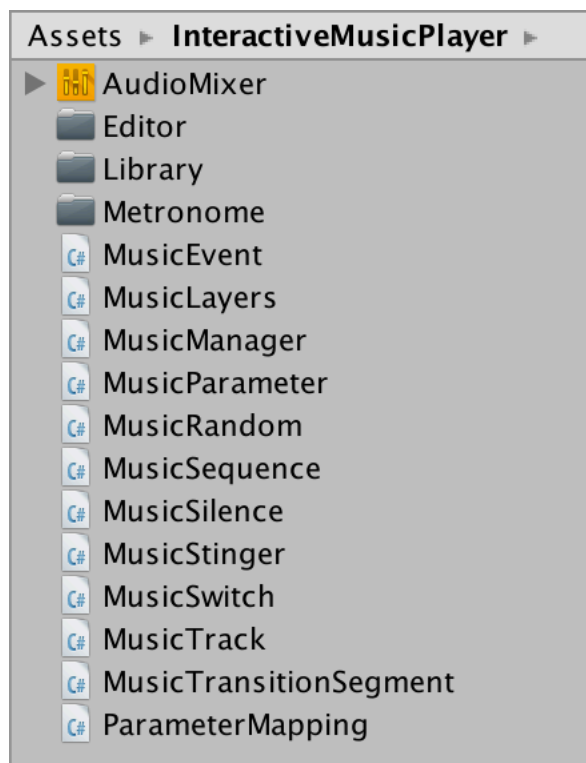 Assets ▸ InteractiveMusicPlayer ▸
AudioMixer
Editor
Library
Metronome
C# MusicEvent
C# MusicLayers
C# MusicManager
C# MusicParameter
C# MusicRandom
C# MusicSequence
C# MusicSilence
C# MusicStinger
C# MusicSwitch
C# MusicTrack
C# MusicTransitionSegment
C# ParameterMapping